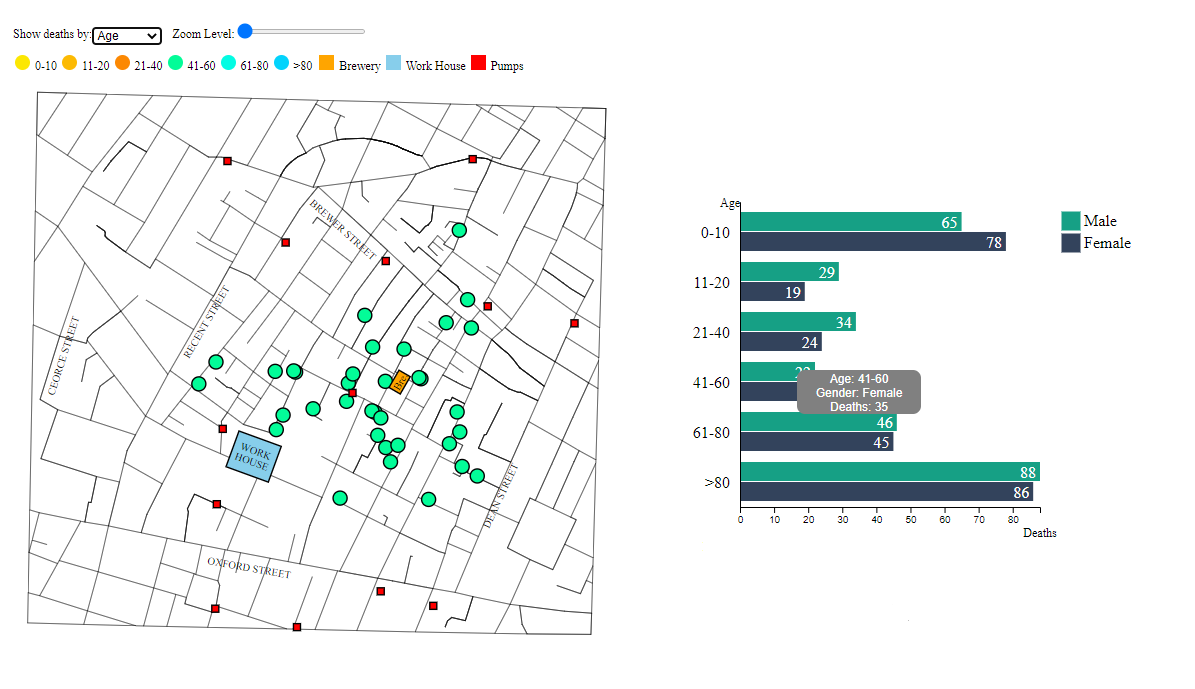 Show deaths by: Age Zoom Level:
0-10 11-20 21-40 41-60 61-80 >80 Brewery Work House Pumps
BREWER STREET
RECENT STREET
CEORCE STREET
Bre
WORK
HOUSE
DEAN STREET
OXFORD STREET
Age
0-10 65
78
11-20 29
19
21-40 34
24
41-60
Age: 41-60
Gender: Female
Deaths: 35
61-80 46
45
>80 88
86
0 10 20 30 40 50 60 70 80
Deaths
Male
Female